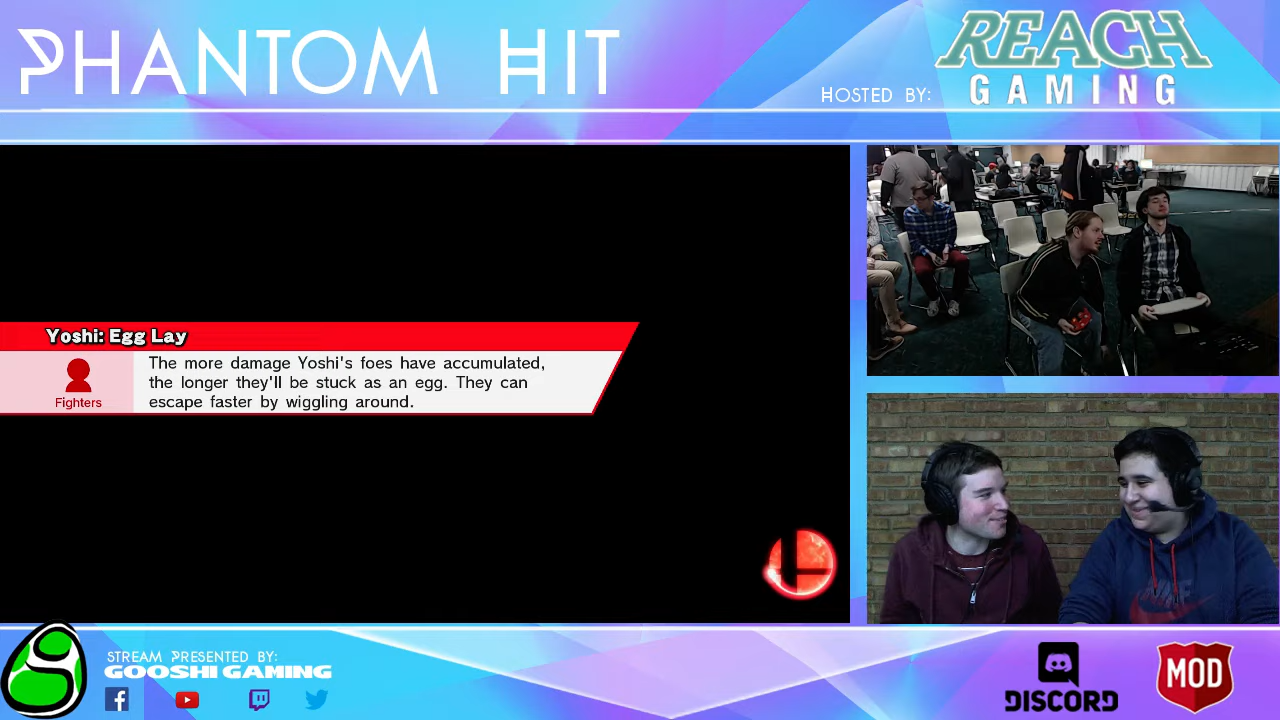 PHANTOM HIT
HOSTED BY:
REACH
GAMING
Yoshi: Egg Lay
Fighters
The more damage Yoshi's foes have accumulated,
the longer they'll be stuck as an egg. They can
escape faster by wiggling around.
NIKE
STREAM PRESENTED BY:
GOOSHI GAMING
DISCORD
MOD